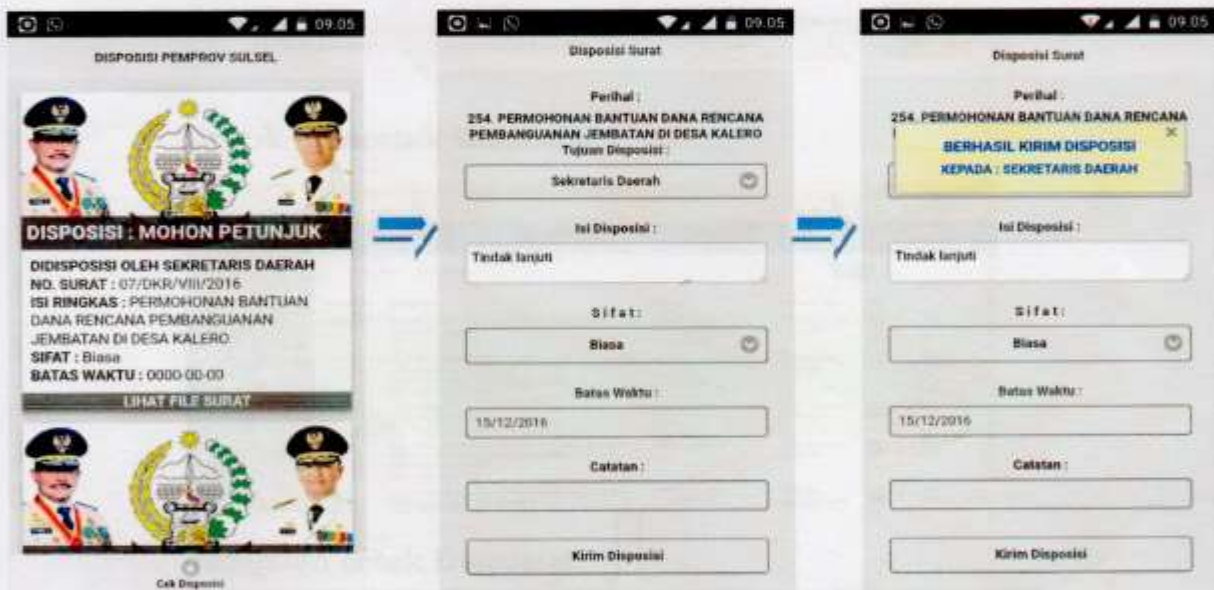 09.05
DISPOSISI PEMPROV SULSEL
DISPOSISI : MOHON PETUNJUK
DIDISPOSISI OLEH SEKRETARIS DAERAH
NO. SURAT : 07/DKR/VIII/2016
ISI RINGKAS : PERMOHONAN BANTUAN
DANA RENCANA PEMBANGUANAN
JEMBATAN DI DESA KALERO
SIFAT : Biasa
BATAS WAKTU : 0000-00-00
LIHAT FILE SURAT
Cek Disposisi
09.05
Disposisi Surat
Perihal :
254. PERMOHONAN BANTUAN DANA RENCANA
PEMBANGUANAN JEMBATAN DI DESA KALERO
Tujuan Disposisi :
Sekretaris Daerah
Isi Disposisi :
Tindak lanjuti
Sifat:
Biasa
Batas Waktu :
15/12/2016
Catatan :
Kirim Disposisi
09.05
Disposisi Surat
Perihal :
254. PERMOHONAN BANTUAN DANA RENCANA
BERHASIL KIRIM DISPOSISI
KEPADA : SEKRETARIS DAERAH
Isi Disposisi :
Tindak lanjuti
Sifat:
Biasa
Batas Waktu :
15/12/2016
Catatan :
Kirim Disposisi